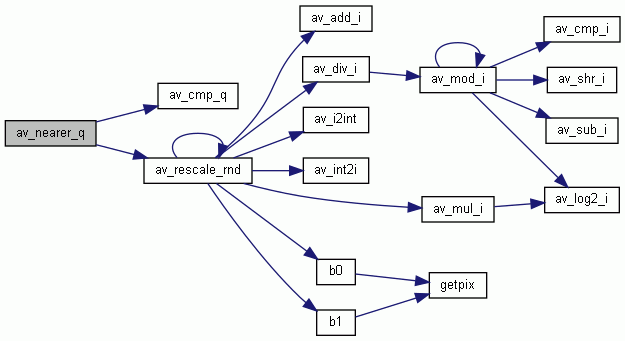 av_nearer_q
av_cmp_q
av_rescale_rnd
av_add_i
av_div_i
av_i2int
av_int2i
av_mul_i
b0
b1
av_mod_i
getpix
av_cmp_i
av_shr_i
av_sub_i
av_log2_i